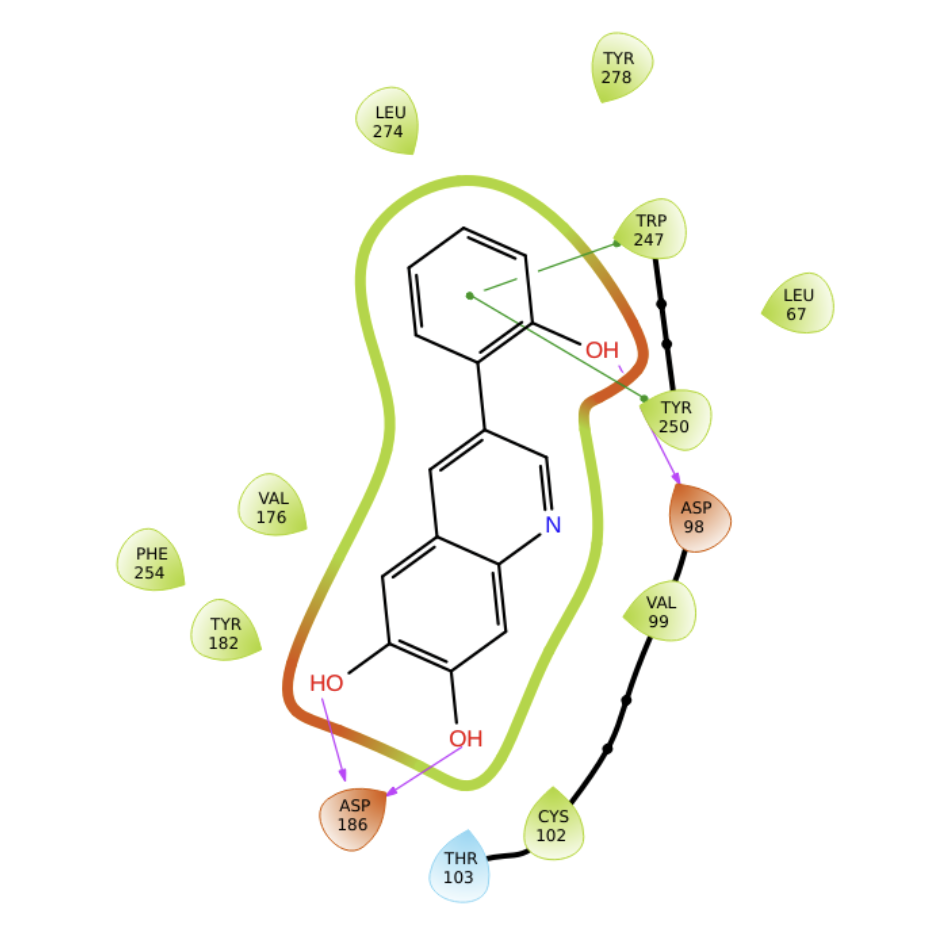 TYR
278
LEU
274
TRP
247
LEU
67
OH
TYR
250
VAL
176
ASP
98
N
PHE
254
VAL
99
TYR
182
HO
OH
ASP
186
CYS
102
THR
103